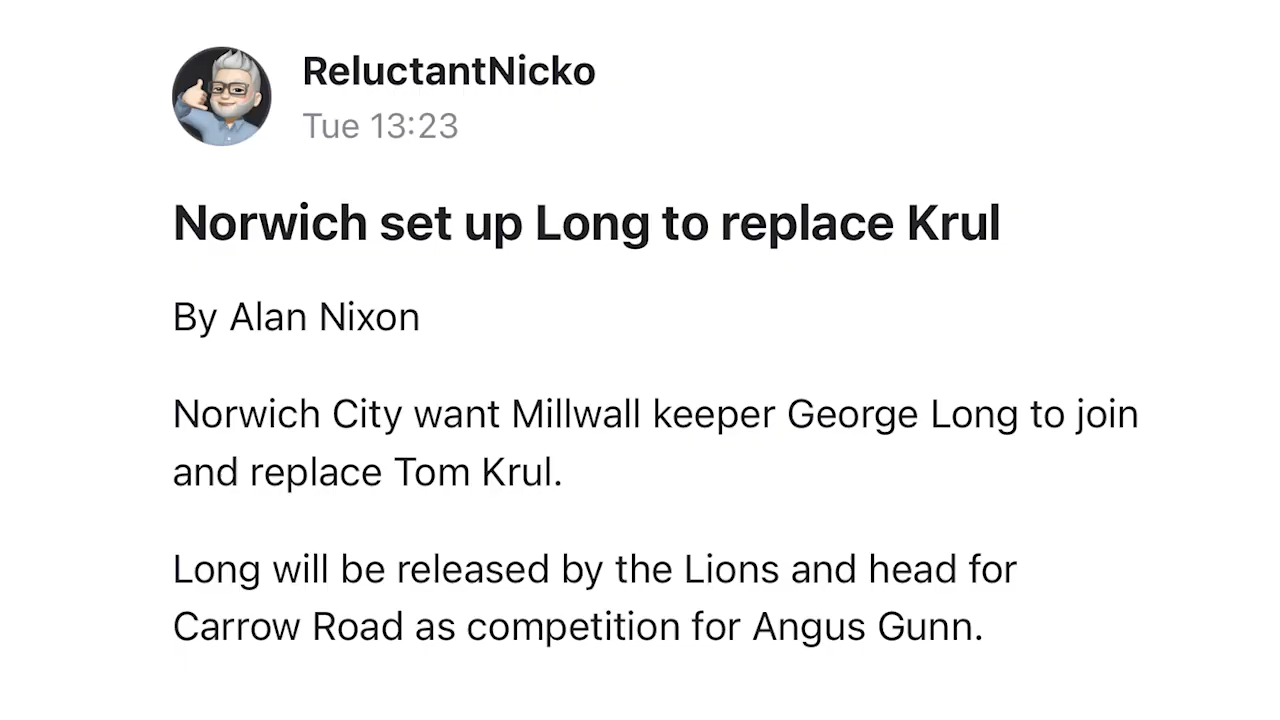 ReluctantNicko
Tue 13:23
Norwich set up Long to replace Krul
By Alan Nixon
Norwich City want Millwall keeper George Long to join
and replace Tom Krul.
Long will be released by the Lions and head for
Carrow Road as competition for Angus Gunn.